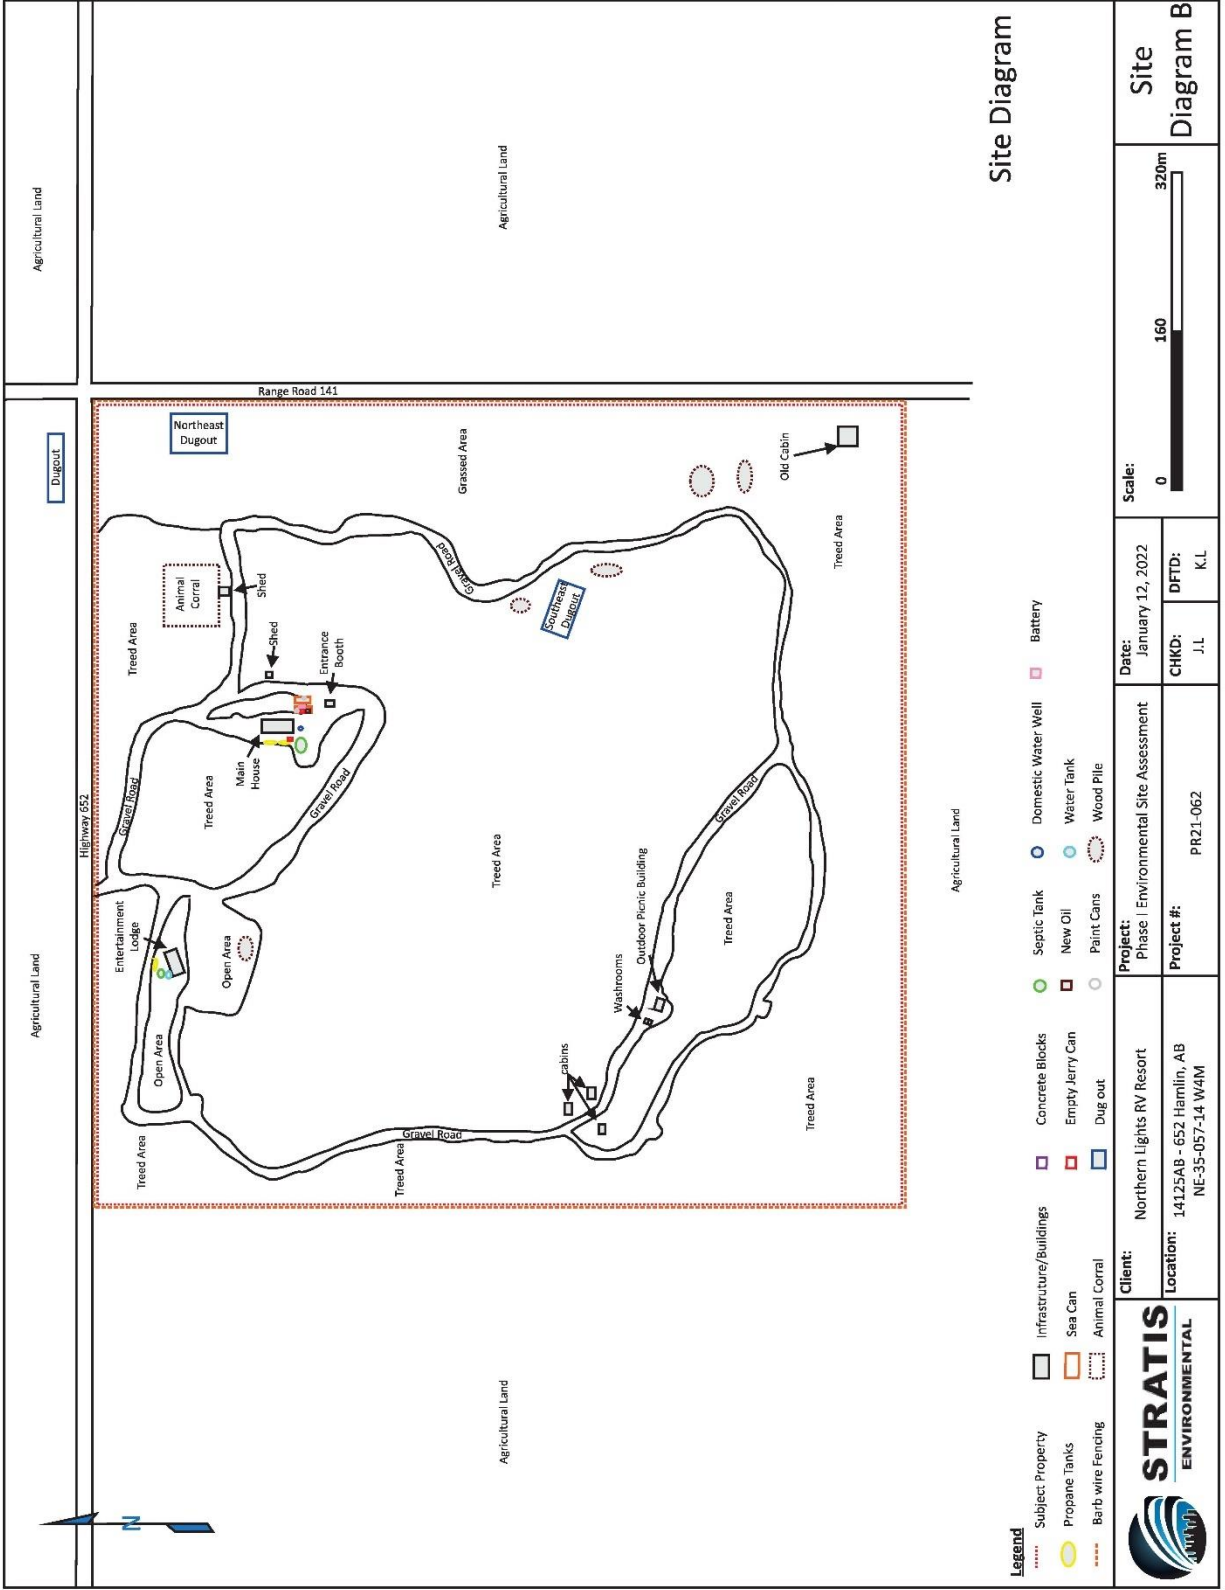 Agricultural Land
Agricultural Land
Dugout
Highway 652
N
Range Road 141
Northeast
Dugout
Animal
Corral
Shed
Shed
Entrance
Booth
Treed Area
Gravel Road
Treed Area
Main
House
Gravel Road
Entertainment
Lodge
Open Area
Open Area
Treed Area
Grassed Area
Gravel Road
Southeast
Dugout
Old Cabin
Treed Area
Agricultural Land
Agricultural Land
Treed Area
Gravel Road
Treed Area
cabins
Washrooms
Outdoor Picnic Building
Gravel Road
Treed Area
Treed Area
Agricultural Land
Site Diagram
Legend
Subject Property
Infrastruture/Buildings
Concrete Blocks
Septic Tank
Domestic Water Well
Battery
Propane Tanks
Sea Can
Empty Jerry Can
New Oil
Water Tank
Barb wire Fencing
Animal Corral
Dug out
Paint Cans
Wood Pile
STRATIS
ENVIRONMENTAL
Client:
Northern Lights RV Resort
Location:
14125AB - 652 Hamlin, AB
NE-35-057-14 W4M
Project:
Phase I Environmental Site Assessment
Project #:
PR21-062
Date:
January 12, 2022
CHKD:
J.L
DFTD:
K.L
Scale:
0 160 320m
Site
Diagram B